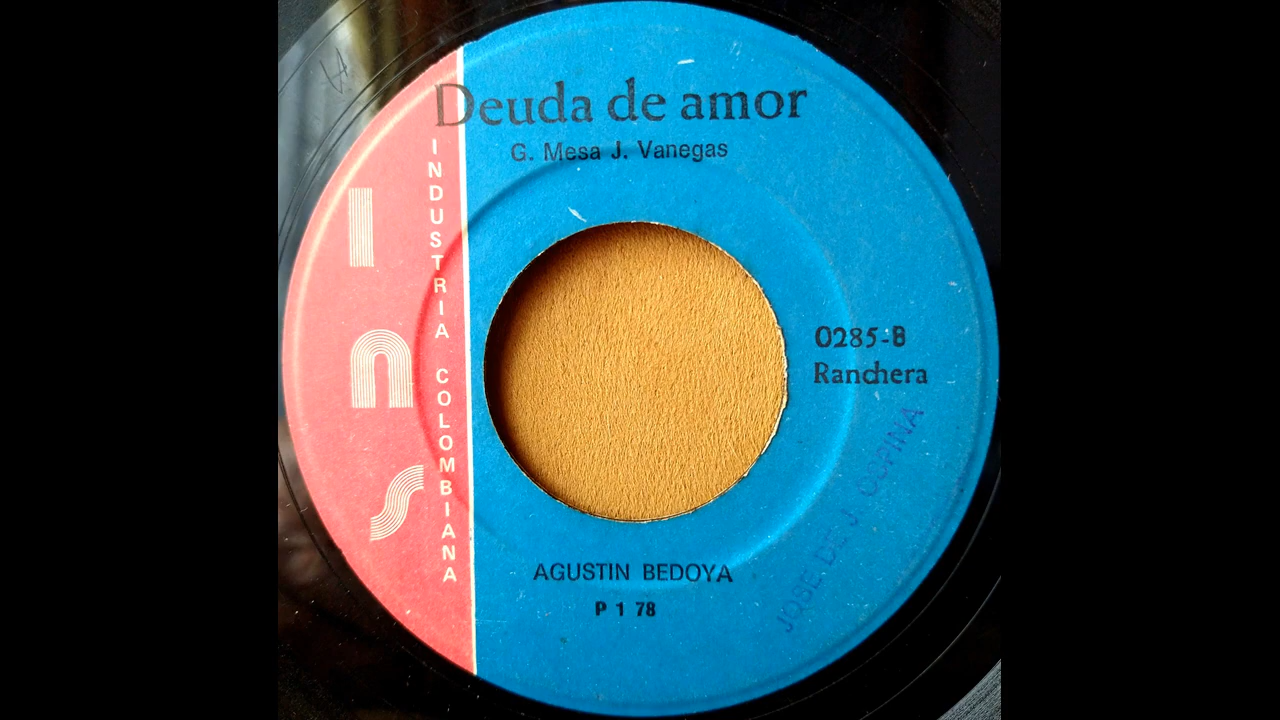 Deuda de amor
G. Mesa J. Vanegas
INS
INDUSTRIA COLOMBIANA
0285-B
Ranchera
JOSE DE J. OSPINA
AGUSTIN BEDOYA
P 1 78